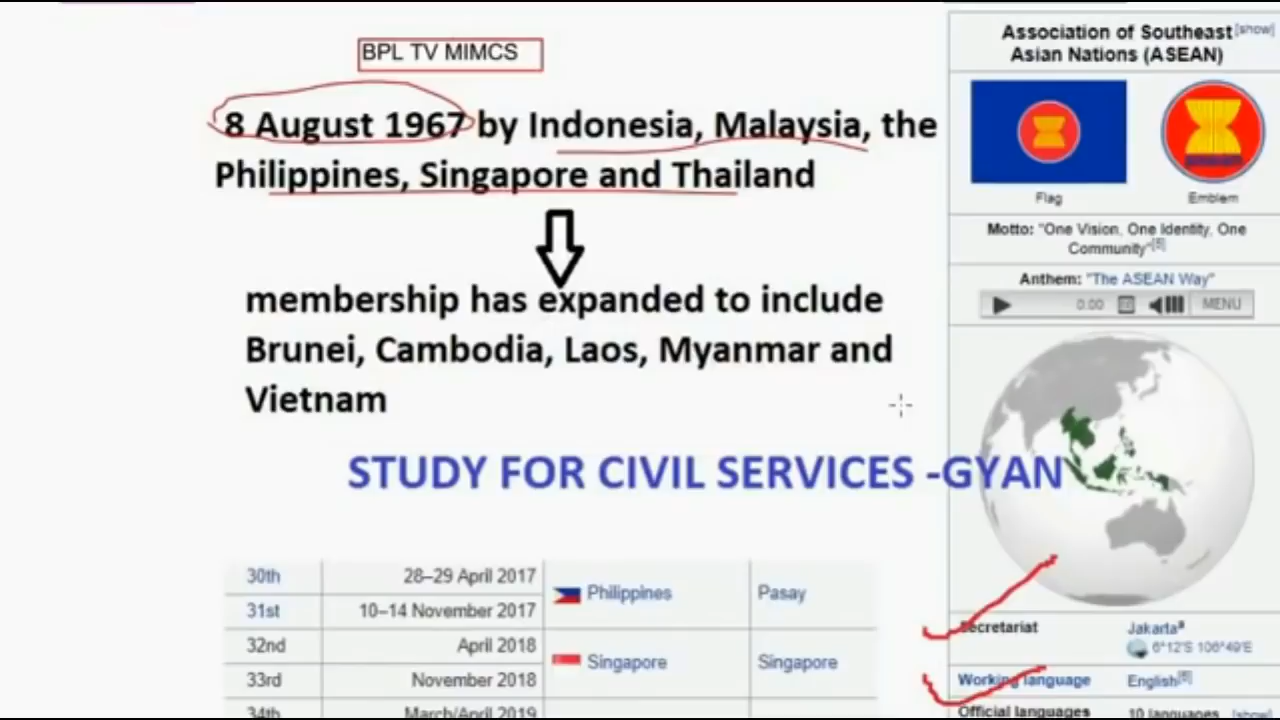 BPL TV MIMCS
8 August 1967 by Indonesia, Malaysia, the
Philippines, Singapore and Thailand
membership has expanded to include
Brunei, Cambodia, Laos, Myanmar and
Vietnam
STUDY FOR CIVIL SERVICES -GYAN
30th 28–29 April 2017 Philippines Pasay
31st 10–14 November 2017
32nd April 2018 Singapore Singapore
33rd November 2018
34th March/April 2019
Association of Southeast [show]
Asian Nations (ASEAN)
Flag Emblem
Motto: "One Vision, One Identity, One
Community"[5]
Anthem: "The ASEAN Way"
0:00 MENU
Secretariat Jakartaa
6°12'S 106°49'E
Working language English[6]
Official languages 10 languages [show]